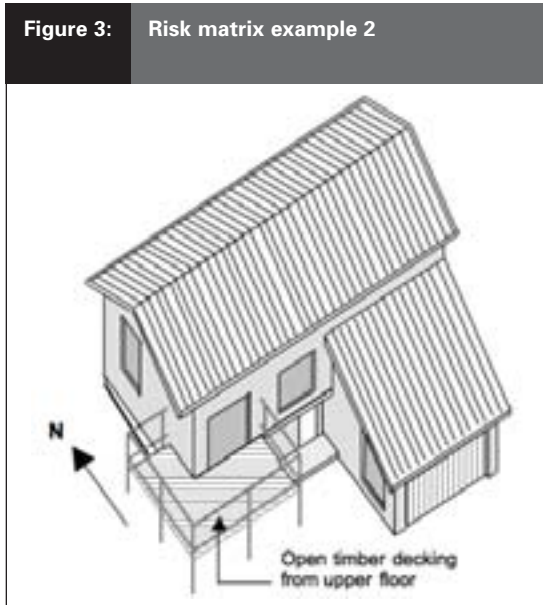 Figure 3: Risk matrix example 2
N
Open timber decking
from upper floor